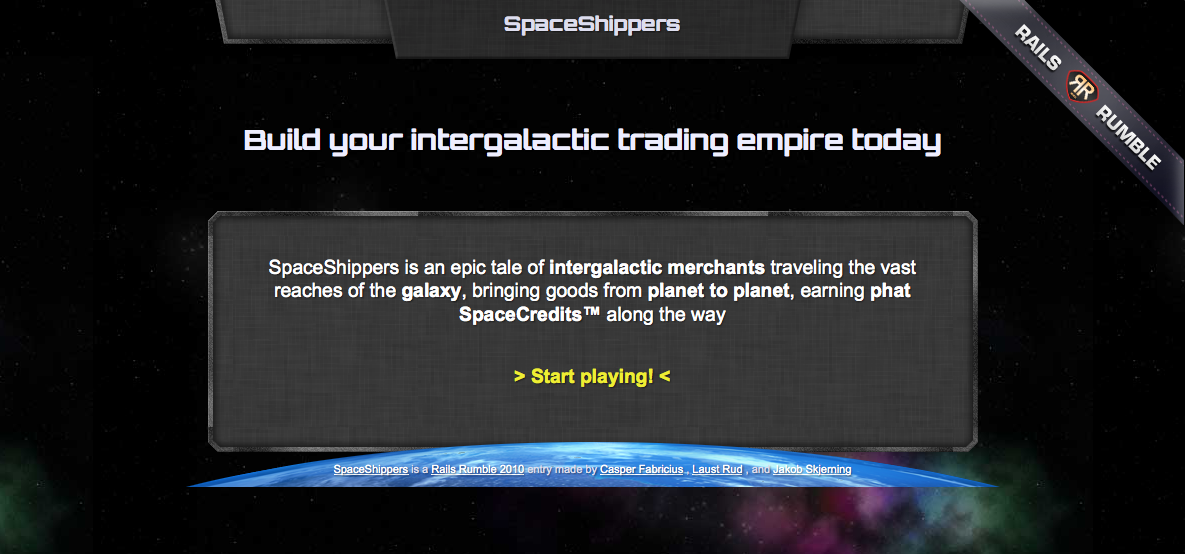 SpaceShippers
RAILS RR RUMBLE
Build your intergalactic trading empire today
SpaceShippers is an epic tale of intergalactic merchants traveling the vast
reaches of the galaxy, bringing goods from planet to planet, earning phat
SpaceCredits™ along the way
> Start playing! <
SpaceShippers is a Rails Rumble 2010 entry made by Casper Fabricius , Laust Rud , and Jakob Skjerning